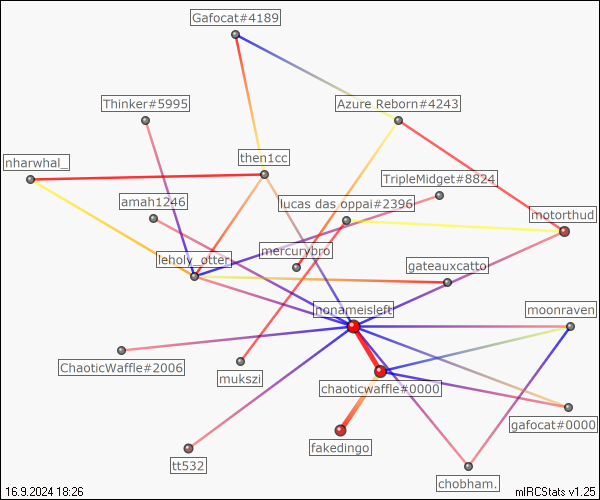 Gafocat#4189
Thinker#5995
Azure Reborn#4243
nharwhal_
then1cc
TripleMidget#8824
amah1246
lucas das oppai#2396
motorthud
mercurybro
leholy_otter
gateauxcatto
nonameisleft
moonraven
ChaoticWaffle#2006
mukszi
chaoticwaffle#0000
gafocat#0000
fakedingo
tt532
chobham.
16.9.2024 18:26
mIRCStats v1.25